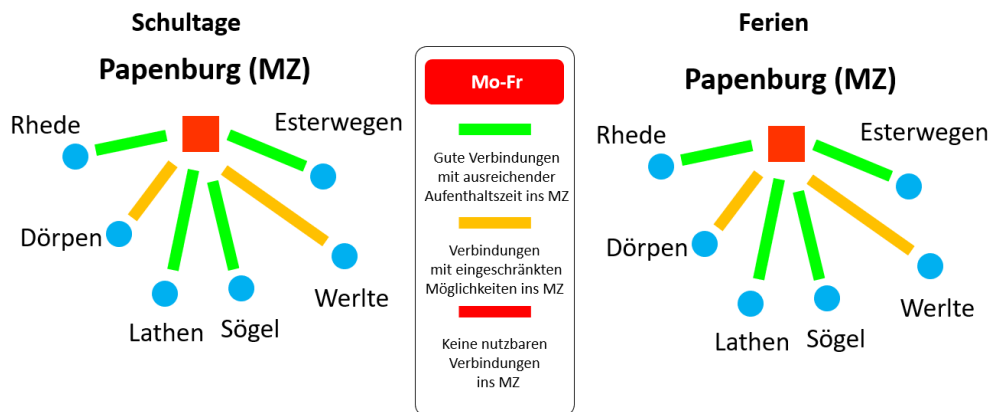 Schultage
Papenburg (MZ)
Rhede
Esterwegen
Dörpen
Werlte
Lathen
Sögel
Mo-Fr
Gute Verbindungen
mit ausreichender
Aufenthaltszeit ins MZ
Verbindungen
mit eingeschränkten
Möglichkeiten ins MZ
Keine nutzbaren
Verbindungen
ins MZ
Ferien
Papenburg (MZ)
Rhede
Esterwegen
Dörpen
Werlte
Lathen
Sögel